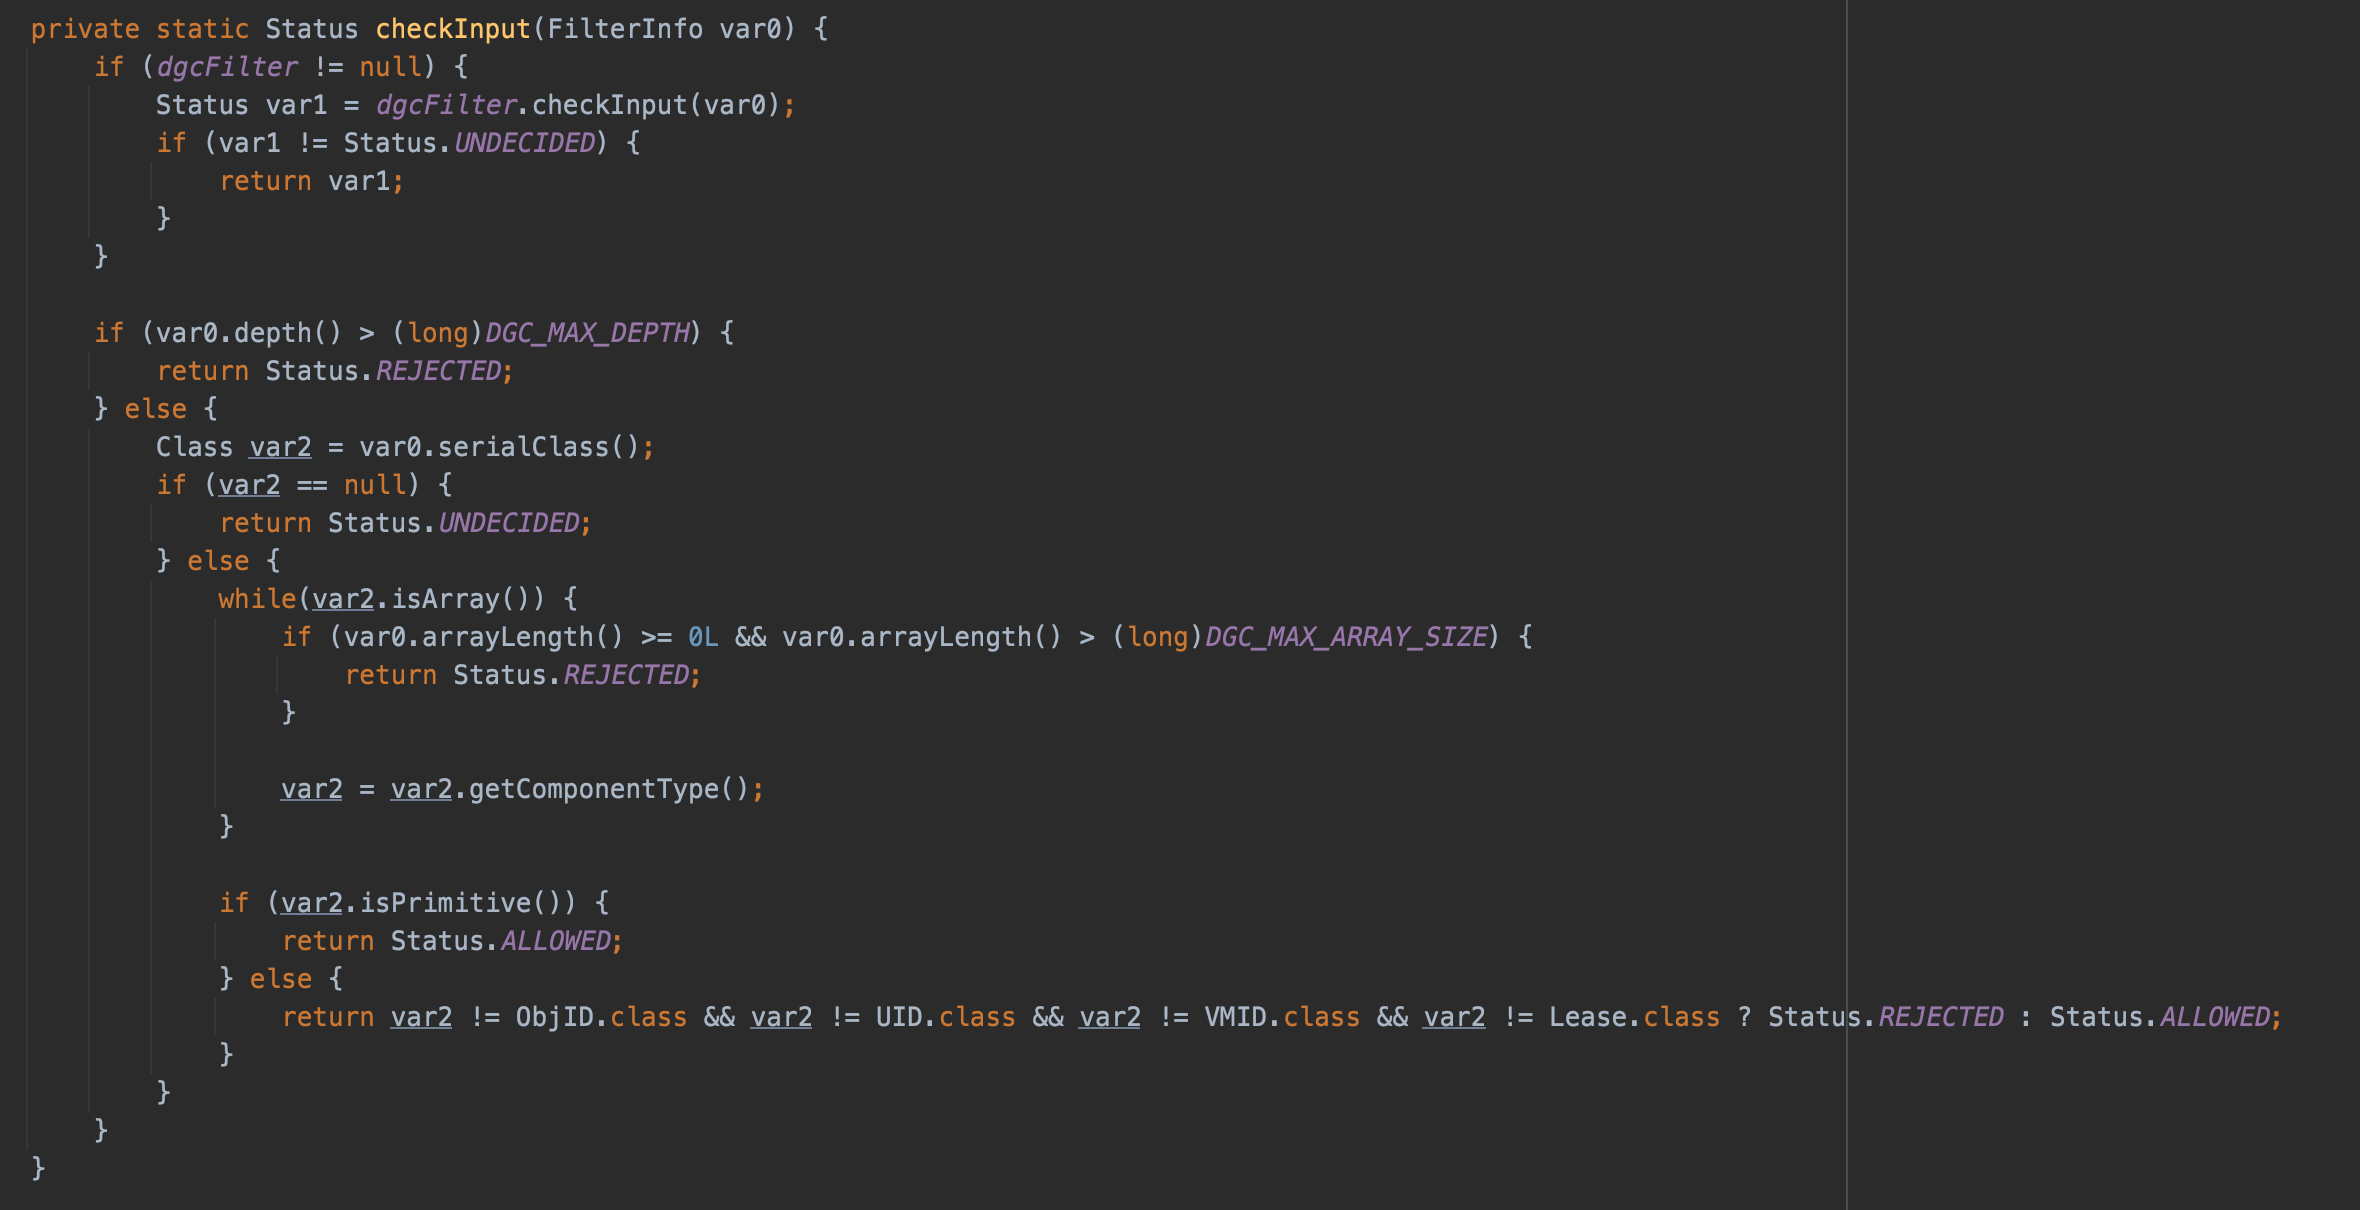 private static Status checkInput(FilterInfo var0) {
if (dgcFilter != null) {
Status var1 = dgcFilter.checkInput(var0);
if (var1 != Status.UNDECIDED) {
return var1;
}
}
if (var0.depth() > (long)DGC_MAX_DEPTH) {
return Status.REJECTED;
} else {
Class var2 = var0.serialClass();
if (var2 == null) {
return Status.UNDECIDED;
} else {
while(var2.isArray()) {
if (var0.arrayLength() >= 0L && var0.arrayLength() > (long)DGC_MAX_ARRAY_SIZE) {
return Status.REJECTED;
}
var2 = var2.getComponentType();
}
if (var2.isPrimitive()) {
return Status.ALLOWED;
} else {
return var2 != ObjID.class && var2 != UID.class && var2 != VMID.class && var2 != Lease.class ? Status.REJECTED : Status.ALLOWED;
}
}
}
}